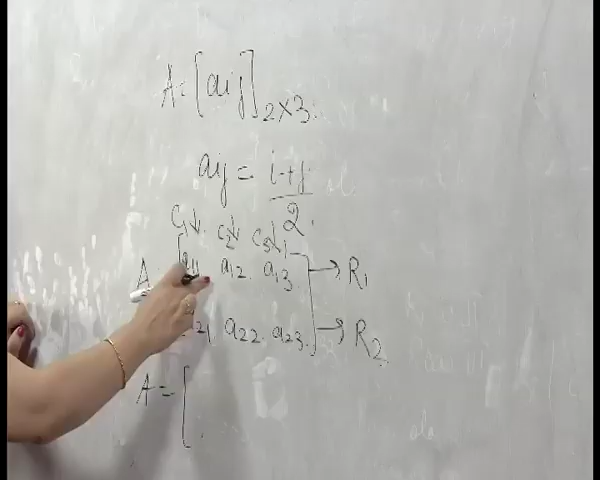 A = [aij]2×3.
aij = i+j/2.
C1↓ C2↓ C3↓
A [a11 a12 a13 → R1
a21 a22 a23. → R2
A = [